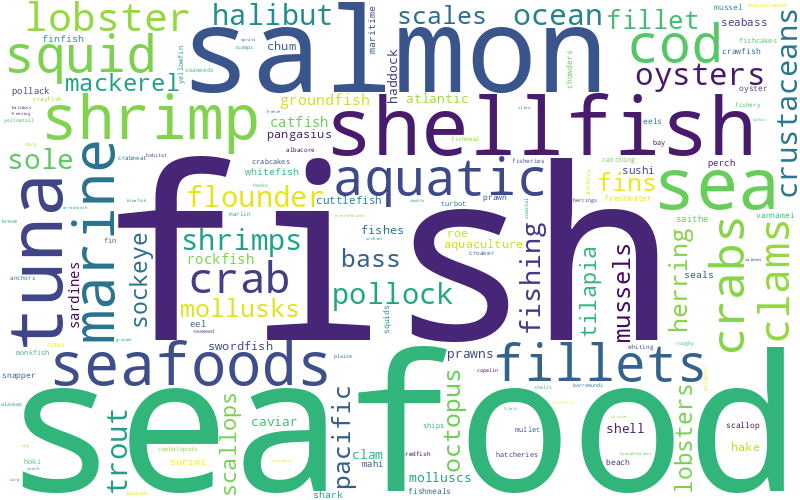 lobster
halibut
scales
ocean
fillet
mussel
seabass
fishcakes
crawfish
finfish
squid
yellowfin
seaweeds
scampi
chum
maritime
salmon
cod
oysters
oyster
crustaceans
mackerel
pollack
crayfish
haddock
chowders
shrimp
groundfish
atlantic
catfish
pangasius
albacore
shellfish
fishmeal
eels
bay
fishery
halibuts
freezing
yellowtail
sole
crabmeat
habitat
crabcakes
whitefish
aquatic
fisheries
catching
sushi
perch
sea
fins
freshwater
tuna
marine
flounder
cuttlefish
turbot
prawn
herrings
fish
marlin
fishes
roe
aquaculture
croaker
coastal
saithe
vannamei
shrimps
rockfish
bass
fin
anchovy
sockeye
sardines
crab
mollusks
pollock
fishing
tilapia
mussels
herring
seals
crabs
clams
eel
seaweed
squids
coho
monkfish
grouper
swordfish
prawns
whiting
roughy
snapper
seafoods
plaice
capelin
fillets
barramundi
shells
alaskan
seafood
trout
scallops
caviar
pacific
octopus
ships
mullet
shell
scallop
lobsters
hake
cephalopods
surimi
hoki
clam
mahi
redfish
molluscs
hatcheries
beach
fishmeals
shark
carp